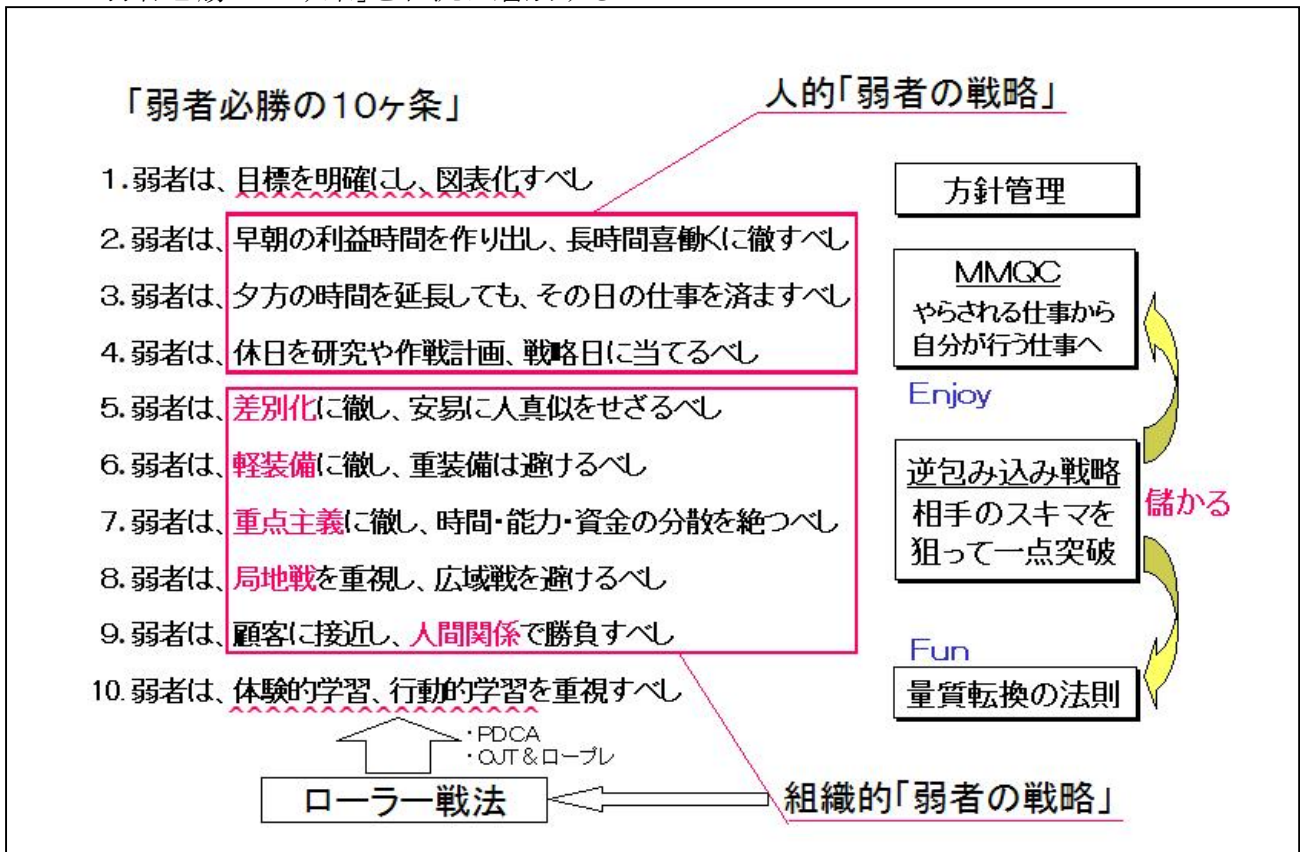 「弱者必勝の10ヶ条」
人的「弱者の戦略」
1.弱者は、目標を明確にし、図表化すべし
2.弱者は、早朝の利益時間を作り出し、長時間喜働くに徹すべし
3.弱者は、夕方の時間を延長しても、その日の仕事を済ますべし
4.弱者は、休日を研究や作戦計画、戦略日に当てるべし
5.弱者は、差別化に徹し、安易に人真似をせざるべし
6.弱者は、軽装備に徹し、重装備は避けるべし
7.弱者は、重点主義に徹し、時間・能力・資金の分散を絶つべし
8.弱者は、局地戦を重視し、広域戦を避けるべし
9.弱者は、顧客に接近し、人間関係で勝負すべし
10.弱者は、体験的学習、行動的学習を重視すべし
・PDCA
・OJT&ロープレ
ローラー戦法
組織的「弱者の戦略」
方針管理
MMQC
やらされる仕事から
自分が行う仕事へ
Enjoy
逆包み込み戦略
相手のスキマを
狙って一点突破
儲かる
Fun
量質転換の法則